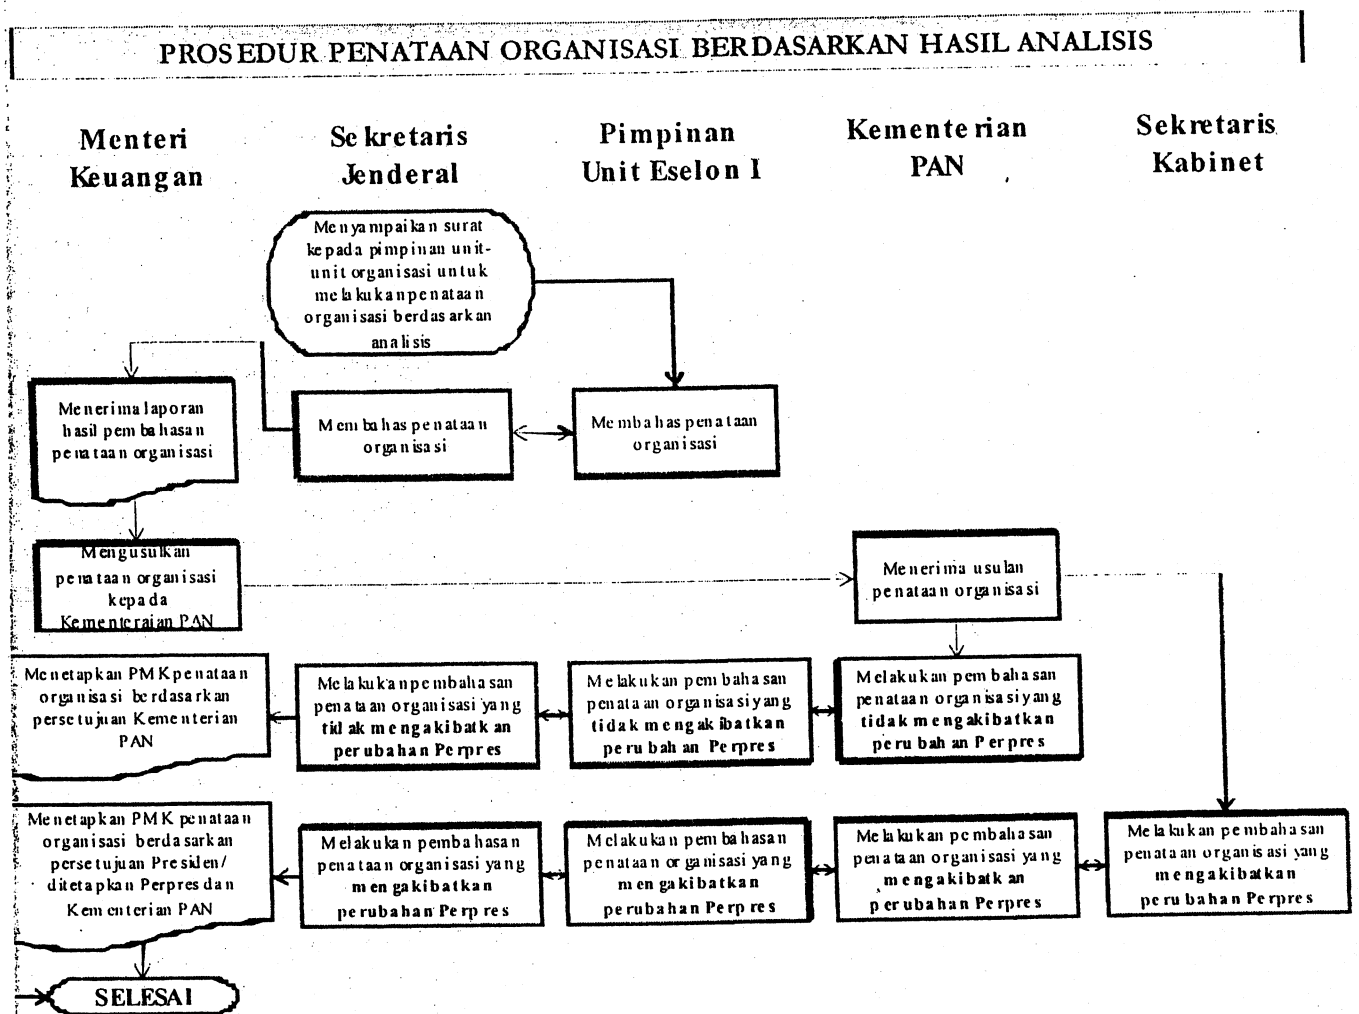 PROSEDUR PENATAAN ORGANISASI BERDASARKAN HASIL ANALISIS
Menteri
Keuangan
Sekretaris
Jenderal
Pimpinan
Unit Eselon I
Kementerian
PAN
Sekretaris
Kabinet
Menyampaikan surat
kepada pimpinan unit-
unit organisasi untuk
melakukan penataan
organisasi berdasarkan
analisis
Menerima laporan
hasil pembahasan
penataan organisasi
Membahas penataan
organisasi
Membahas penataan
organisasi
Mengusulkan
penataan organisasi
kepada
Kementeraian PAN
Menerima usulan
penataan organisasi
Menetapkan PMK penataan
organisasi berdasarkan
persetujuan Kementerian
PAN
Melakukan pembahasan
penataan organisasi yang
tidak mengakibatkan
perubahan Perpres
Melakukan pembahasan
penataan organisasi yang
tidak mengakibatkan
perubahan Perpres
Melakukan pembahasan
penataan organisasi yang
tidak mengakibatkan
perubahan Perpres
Menetapkan PMK penataan
organisasi berdasarkan
persetujuan Presiden/
ditetapkan Perpres dan
Kementerian PAN
Melakukan pembahasan
penataan organisasi yang
mengakibatkan
perubahan Perpres
Melakukan pembahasan
penataan organisasi yang
mengakibatkan
perubahan Perpres
Melakukan pembahasan
penataan organisasi yang
mengakibatkan
perubahan Perpres
Melakukan pembahasan
penataan organisasi yang
mengakibatkan
perubahan Perpres
SELESAI